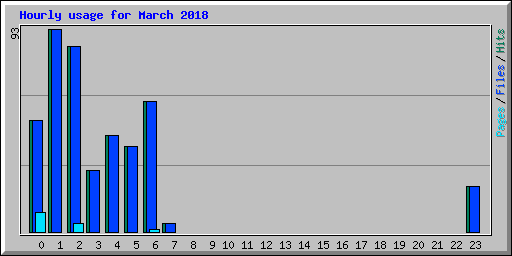 Hourly usage for March 2018
93
Pages/Files/Hits
0 1 2 3 4 5 6 7 8 9 10 11 12 13 14 15 16 17 18 19 20 21 22 23